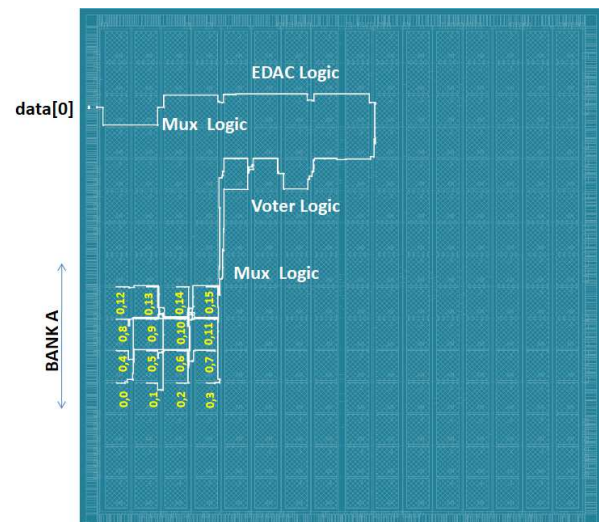 EDAC Logic
data[0]
Mux Logic
Voter Logic
Mux Logic
BANK A
0,12 0,13 0,14 0,15
0,8 0,9 0,10 0,11
0,4 0,5 0,6 0,7
0,0 0,1 0,2 0,3